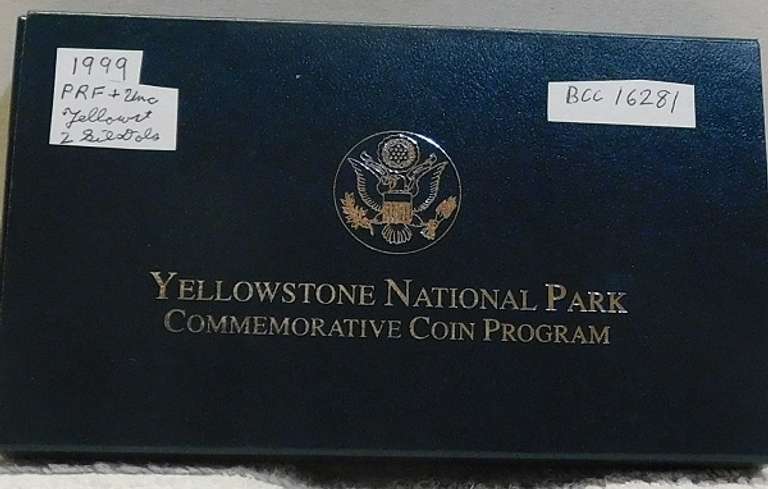 1999
PRF + Unc
Yellowst
2 Sil Dols
BCC 16281
YELLOWSTONE NATIONAL PARK
COMMEMORATIVE COIN PROGRAM